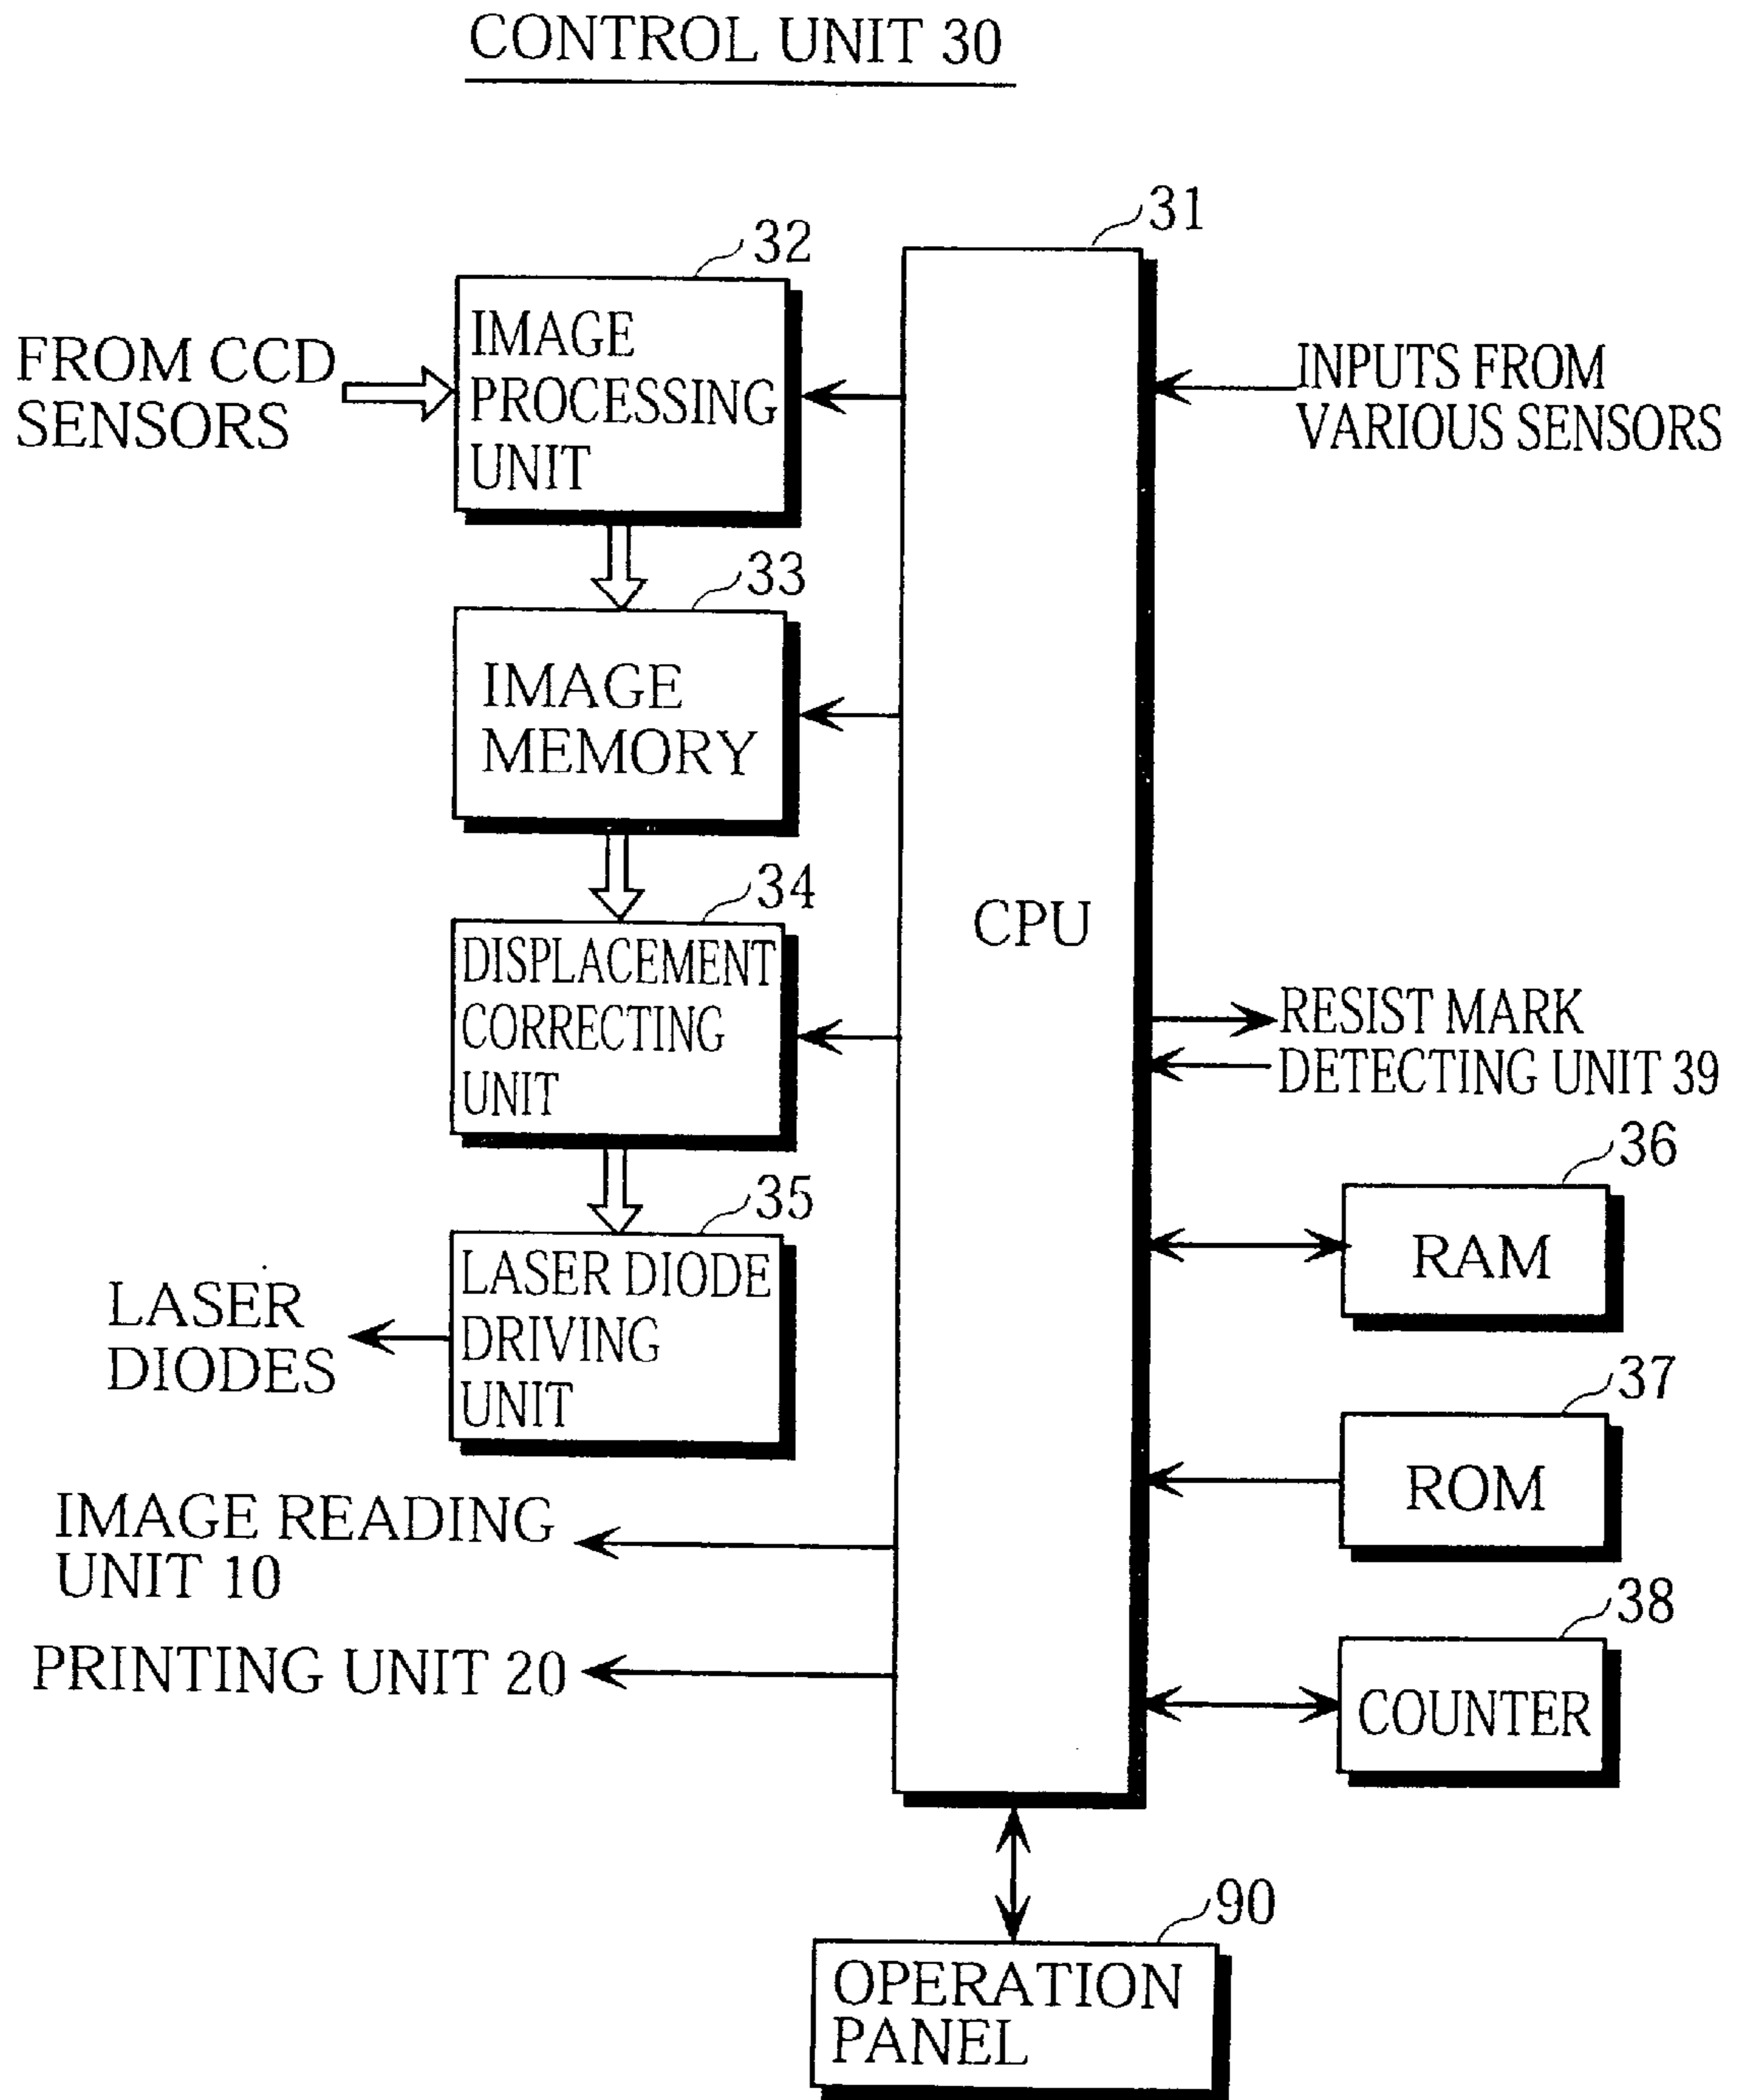 CONTROL UNIT 30
31
32
IMAGE
PROCESSING
UNIT
FROM CCD
SENSORS
INPUTS FROM
VARIOUS SENSORS
33
IMAGE
MEMORY
34
DISPLACEMENT
CORRECTING
UNIT
CPU
RESIST MARK
DETECTING UNIT 39
36
RAM
35
LASER DIODE
DRIVING
UNIT
LASER
DIODES
37
ROM
IMAGE READING
UNIT 10
38
COUNTER
PRINTING UNIT 20
90
OPERATION
PANEL